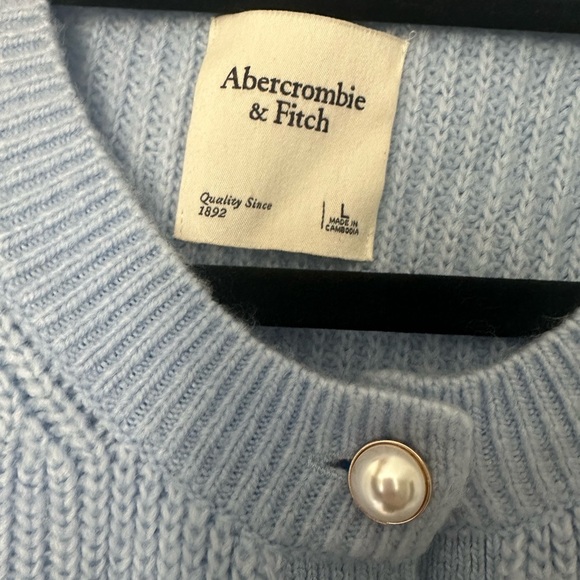 Abercrombie
& Fitch
Quality Since
1892
L
MADE IN
CAMBODIA